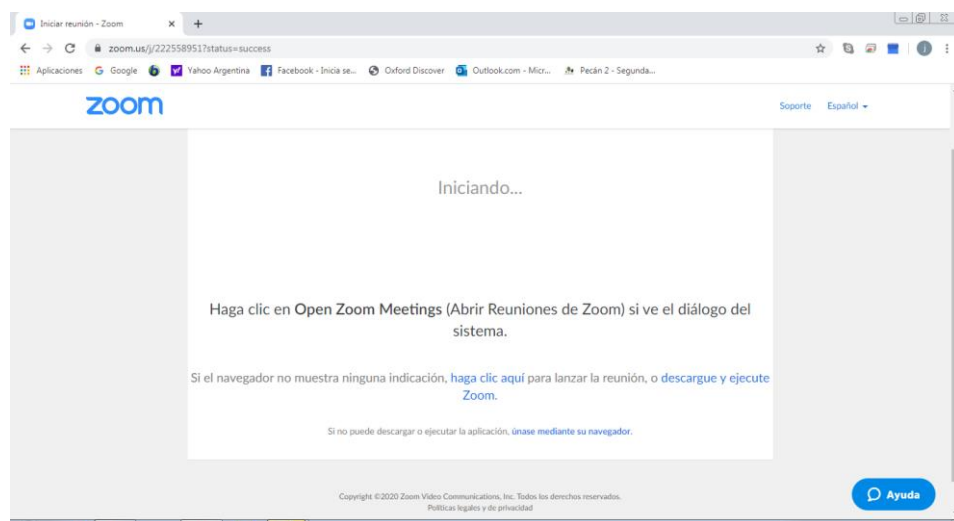 Iniciar reunión - Zoom
zoom.us/j/222558951?status=success
Aplicaciones Google Yahoo Argentina Facebook - Inicia se... Oxford Discover Outlook.com - Micr... Pecán 2 - Segunda...
zoom Soporte Español
Iniciando...
Haga clic en Open Zoom Meetings (Abrir Reuniones de Zoom) si ve el diálogo del
sistema.
Si el navegador no muestra ninguna indicación, haga clic aquí para lanzar la reunión, o descargue y ejecute
Zoom.
Si no puede descargar o ejecutar la aplicación, únase mediante su navegador.
Copyright ©2020 Zoom Video Communications, Inc. Todos los derechos reservados.
Políticas legales y de privacidad
Ayuda